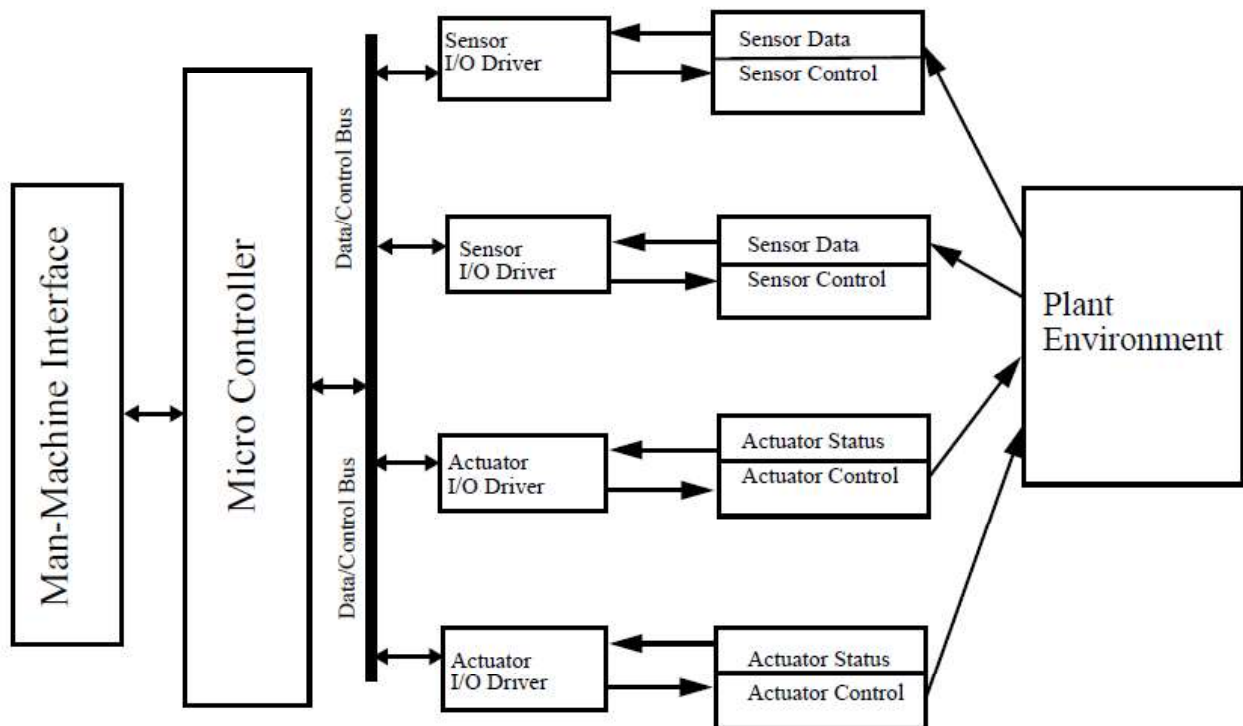 Man-Machine Interface
Micro Controller
Data/Control Bus
Data/Control Bus
Sensor
I/O Driver
Sensor Data
Sensor Control
Sensor
I/O Driver
Sensor Data
Sensor Control
Actuator
I/O Driver
Actuator Status
Actuator Control
Actuator
I/O Driver
Actuator Status
Actuator Control
Plant
Environment